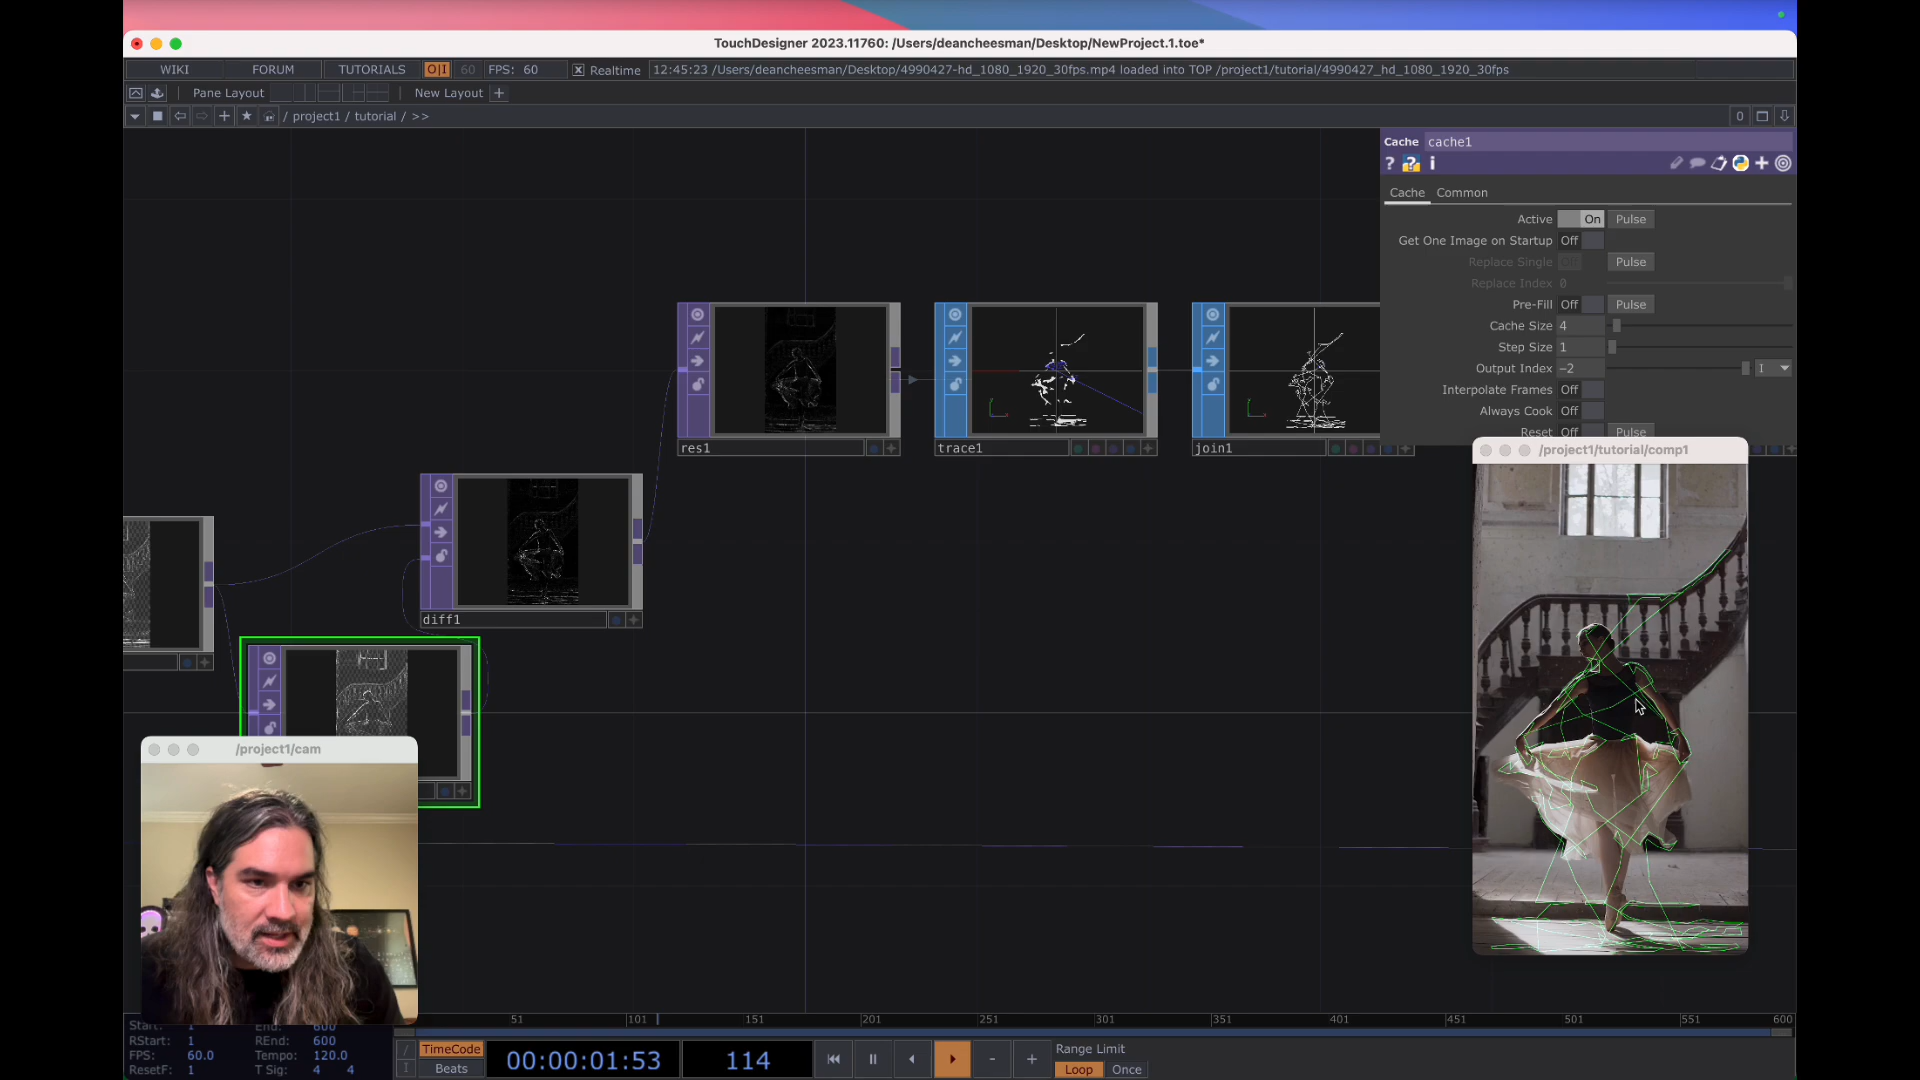 TouchDesigner 2023.11760: /Users/deancheesman/Desktop/NewProject.1.toe*
WIKI FORUM TUTORIALS O|I 60 FPS: 60 Realtime 12:45:23 /Users/deancheesman/Desktop/4990427-hd_1080_1920_30fps.mp4 loaded into TOP /project1/tutorial/4990427_hd_1080_1920_30fps
Pane Layout New Layout +
/ project1 / tutorial / >> 0
Cache cache1
? ? i
Cache Common
Active On Pulse
Get One Image on Startup Off
Replace Single Pulse
Replace Index 0
Pre-Fill Off Pulse
Cache Size 4
Step Size 1
Output Index -2 I
Interpolate Frames Off
Always Cook Off
Reset Off Pulse
res1
trace1
join1
/project1/tutorial/comp1
diff1
/project1/cam
51 101 151 201 251 301 351 401 451 501 551 600
Start: 1 End: 600
RStart: 1 REnd: 600
FPS: 60.0 Tempo: 120.0
ResetF: 1 T Sig: 4 4
TimeCode
Beats
00:00:01:53
114
Range Limit
Loop Once